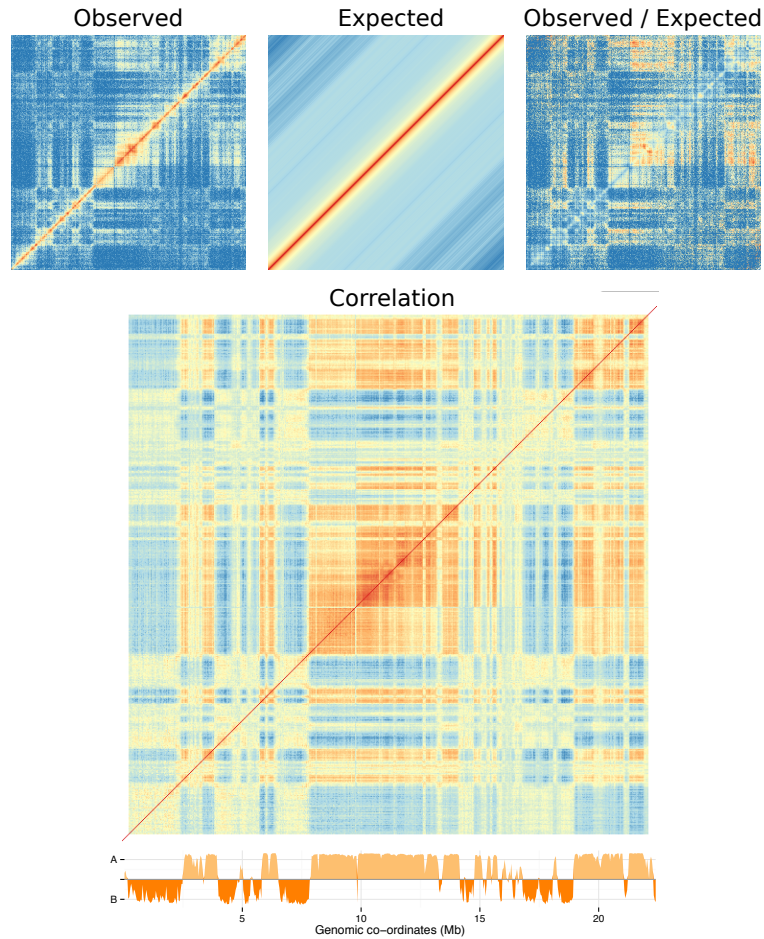 Observed
Expected
Observed / Expected
Correlation
A
B
5
10
15
20
Genomic co-ordinates (Mb)